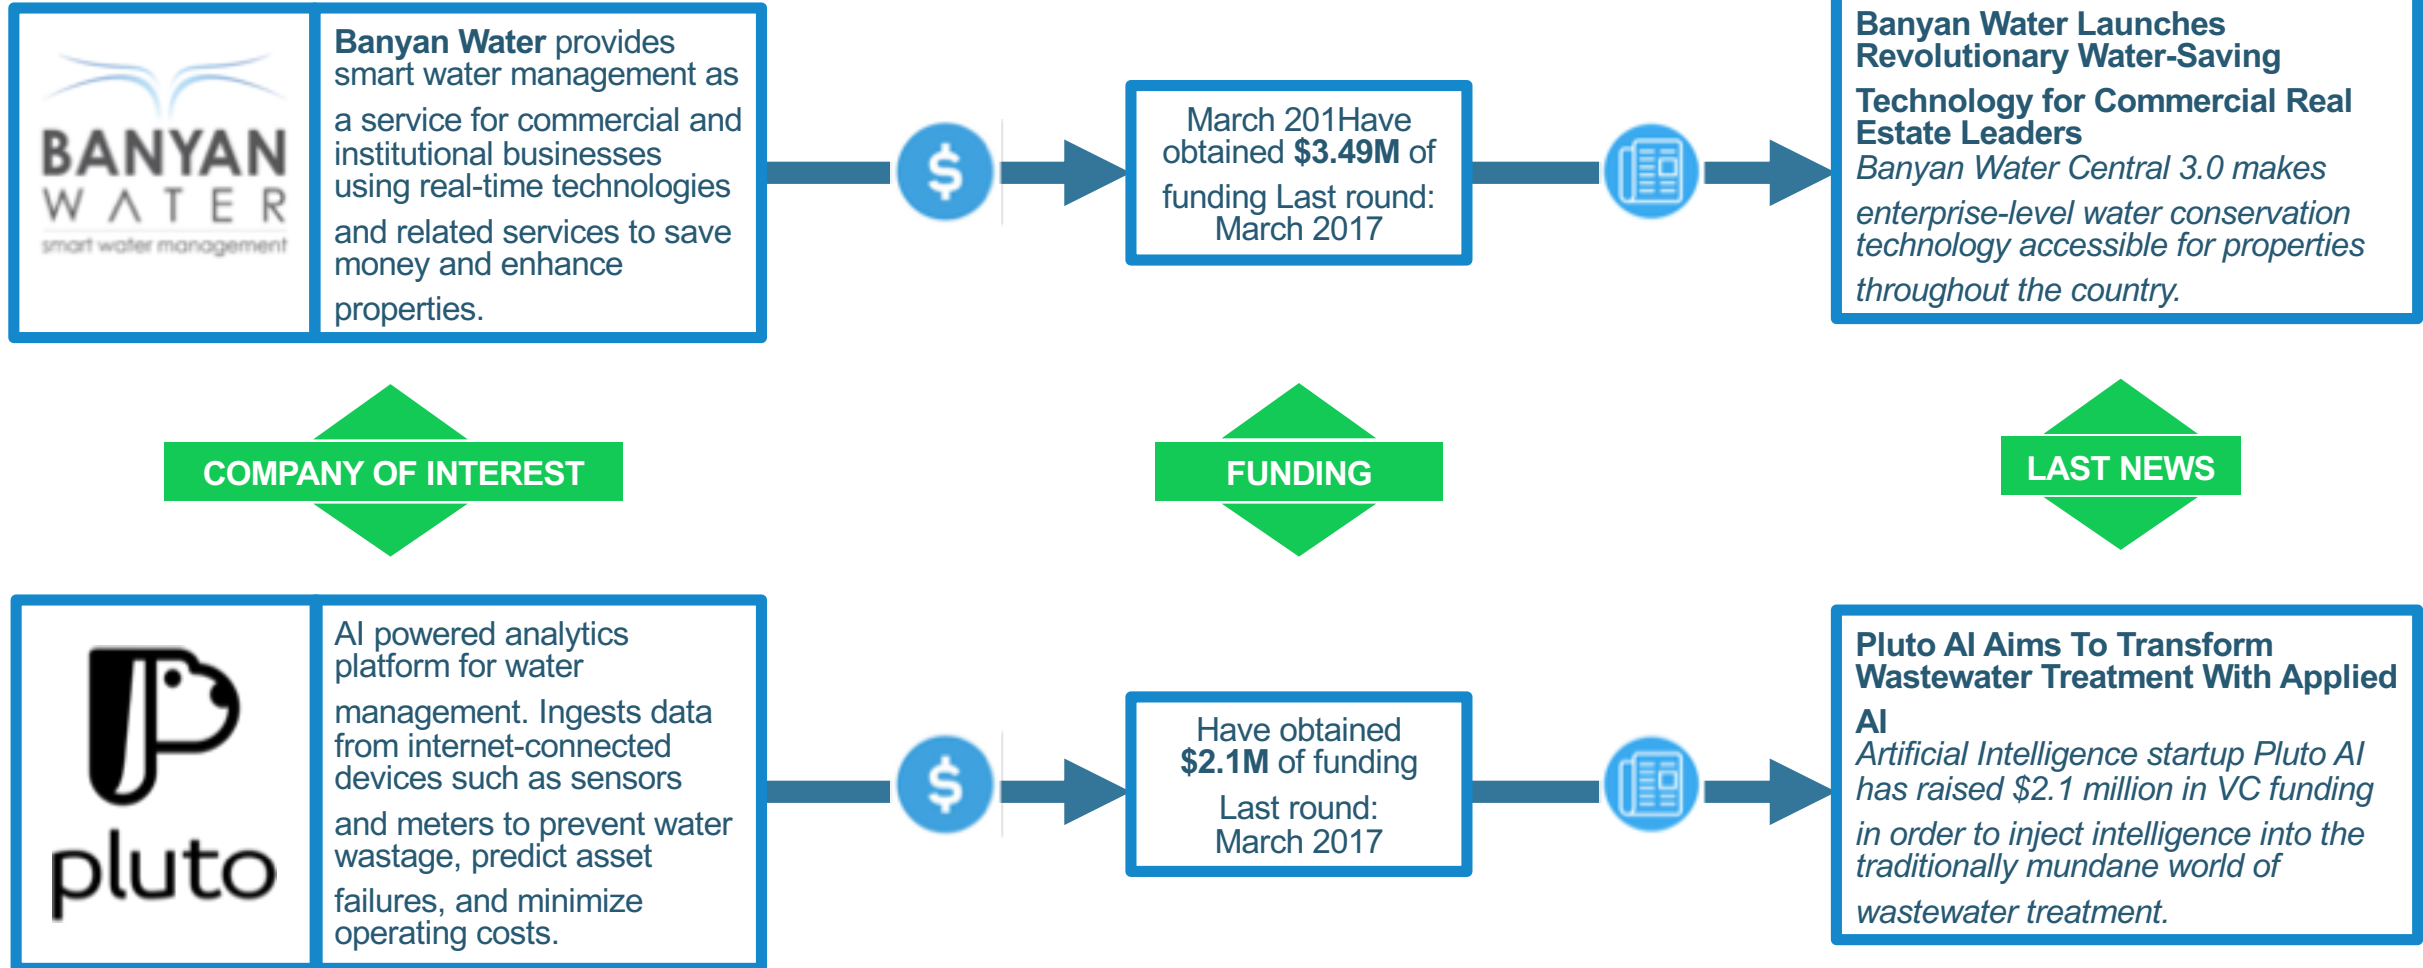 BANYAN
WATER
smart water management
Banyan Water provides
smart water management as
a service for commercial and
institutional businesses
using real-time technologies
and related services to save
money and enhance
properties.
March 201Have
obtained $3.49M of
funding Last round:
March 2017
Banyan Water Launches
Revolutionary Water-Saving
Technology for Commercial Real
Estate Leaders
Banyan Water Central 3.0 makes
enterprise-level water conservation
technology accessible for properties
throughout the country.
COMPANY OF INTEREST
FUNDING
LAST NEWS
pluto
AI powered analytics
platform for water
management. Ingests data
from internet-connected
devices such as sensors
and meters to prevent water
wastage, predict asset
failures, and minimize
operating costs.
Have obtained
$2.1M of funding
Last round:
March 2017
Pluto AI Aims To Transform
Wastewater Treatment With Applied
AI
Artificial Intelligence startup Pluto AI
has raised $2.1 million in VC funding
in order to inject intelligence into the
traditionally mundane world of
wastewater treatment.